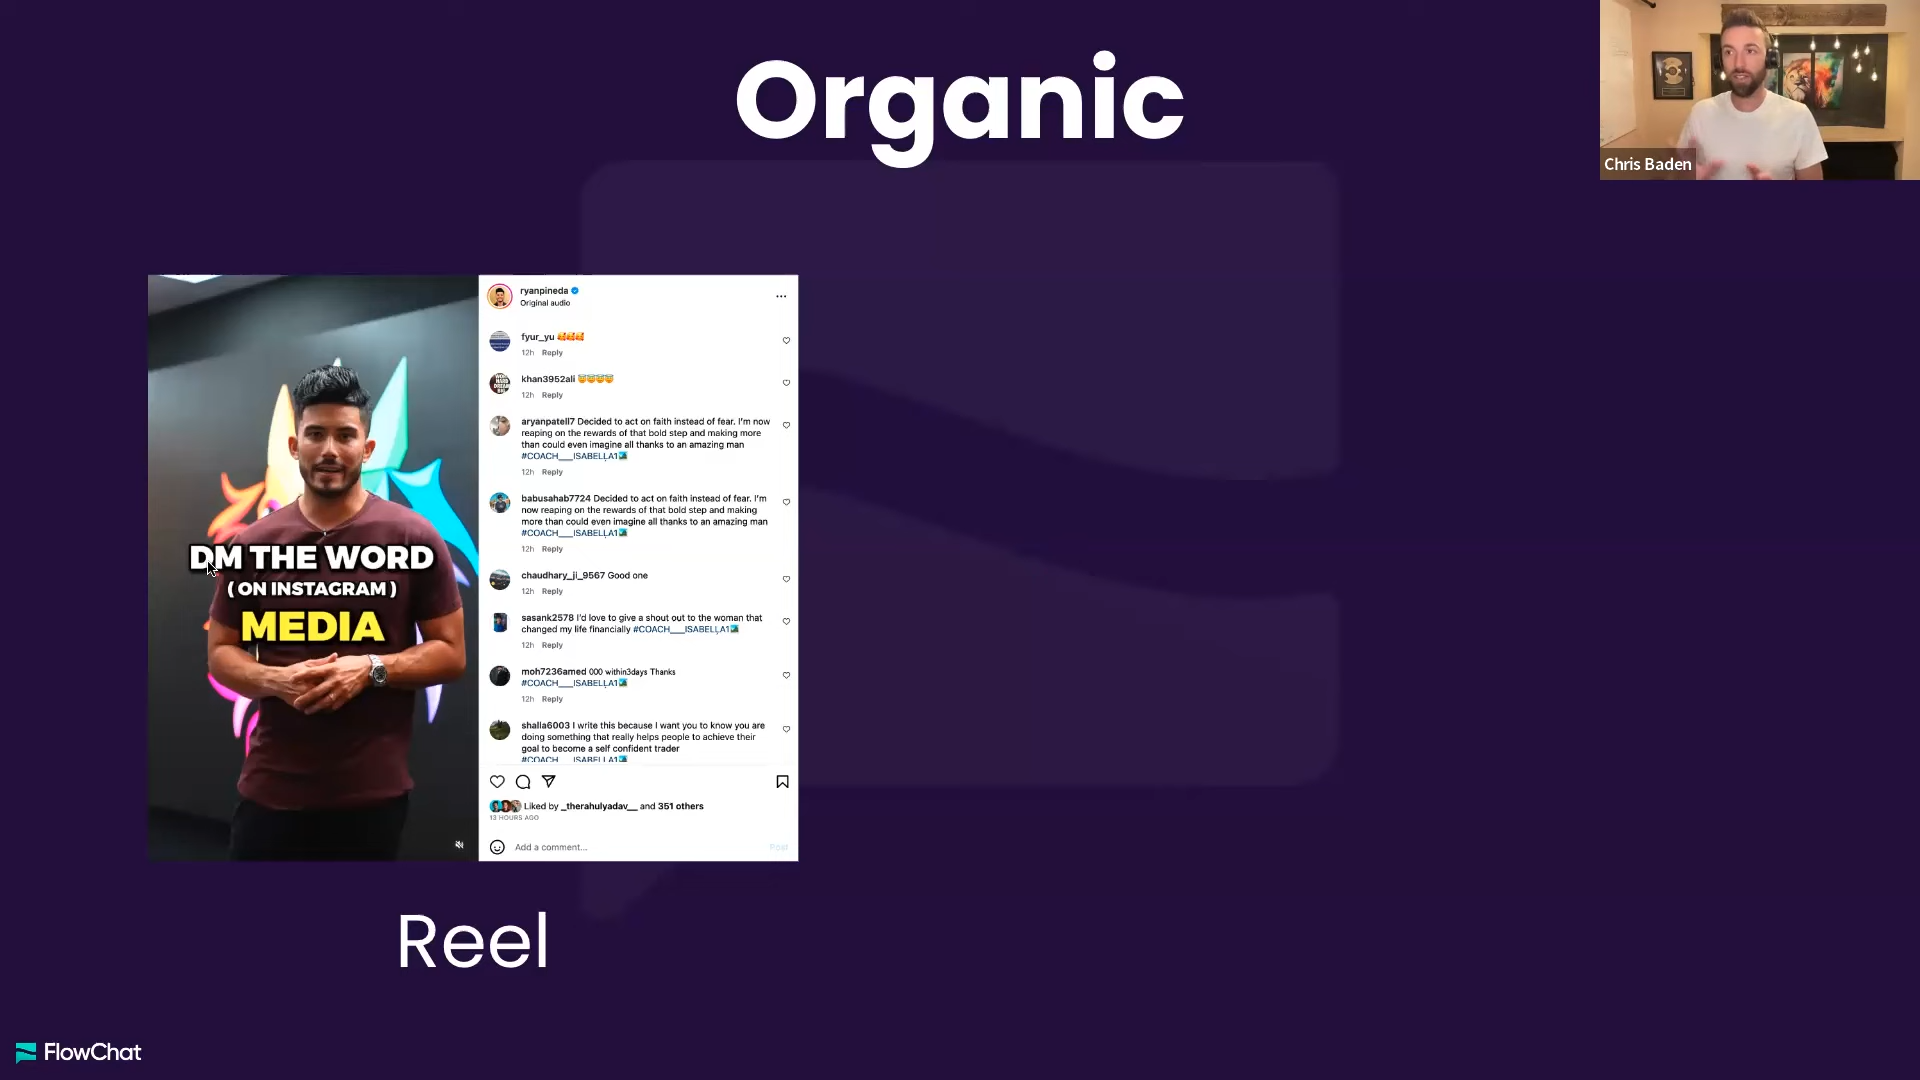 Organic
Chris Baden
DM THE WORD
( ON INSTAGRAM )
MEDIA
ryanpineda
Original audio
fyur_yu 🥰🥰🥰
12h Reply
khan3952ali 😇😇😇😇
12h Reply
aryanpatell7 Decided to act on faith instead of fear. I'm now
reaping on the rewards of that bold step and making more
than could even imagine all thanks to an amazing man
#COACH___ISABELḶA1
12h Reply
babusahab7724 Decided to act on faith instead of fear. I'm
now reaping on the rewards of that bold step and making
more than could even imagine all thanks to an amazing man
#COACH___ISABELḶA1
12h Reply
chaudhary_ji_9567 Good one
12h Reply
sasank2578 I'd love to give a shout out to the woman that
changed my life financially #COACH___ISABELḶA1
12h Reply
moh7236amed 000 within3days Thanks
#COACH___ISABELḶA1
12h Reply
shalla6003 I write this because I want you to know you are
doing something that really helps people to achieve their
goal to become a self confident trader
#COACH___ISABELLA1
Liked by _therahulyadav__ and 351 others
13 HOURS AGO
Add a comment...
Post
Reel
FlowChat